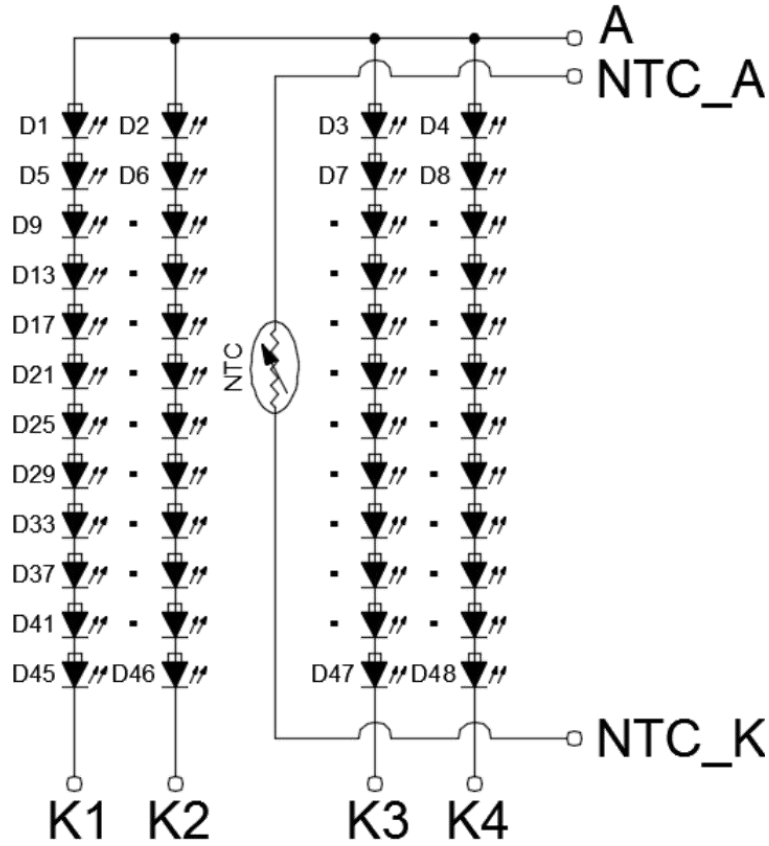 A
NTC_A
D1 D2 D3 D4
D5 D6 D7 D8
D9 - - -
D13 - - -
D17 - - -
NTC
D21 - - -
D25 - - -
D29 - - -
D33 - - -
D37 - - -
D41 - - -
D45 D46 D47 D48
NTC_K
K1 K2 K3 K4